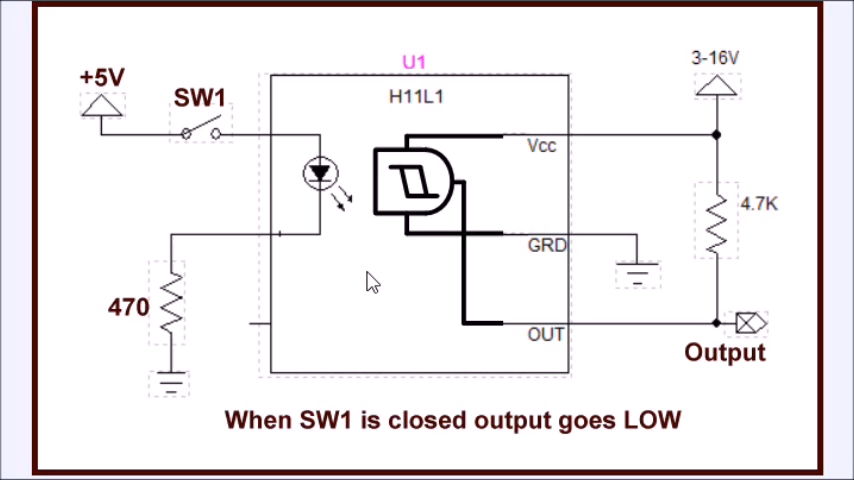 U1
3-16V
+5V
SW1
H11L1
Vcc
4.7K
GRD
470
OUT
Output
When SW1 is closed output goes LOW